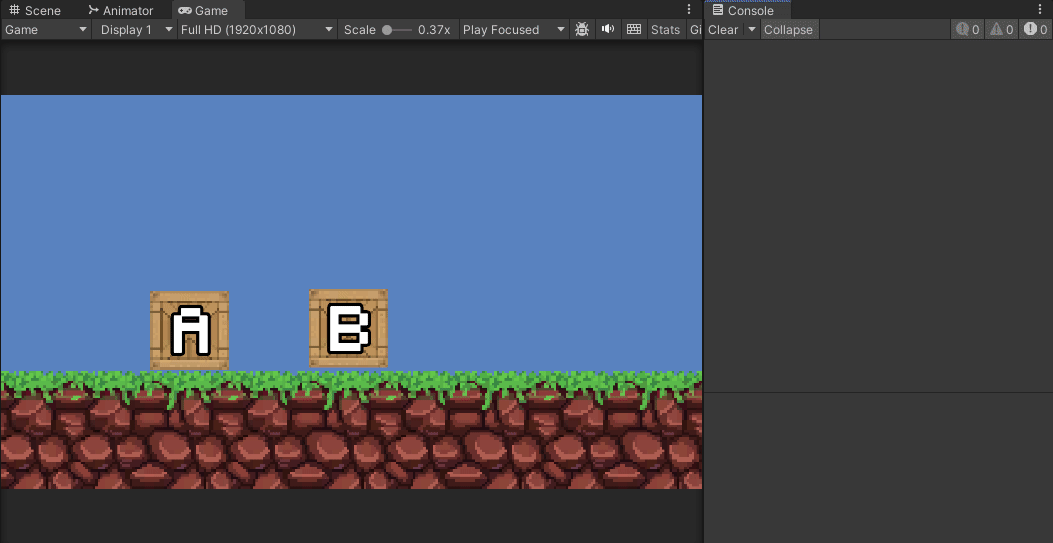 Scene Animator Game Console
Game Display 1 Full HD (1920x1080) Scale 0.37x Play Focused Stats Gi Clear Collapse 0 0 0
A B